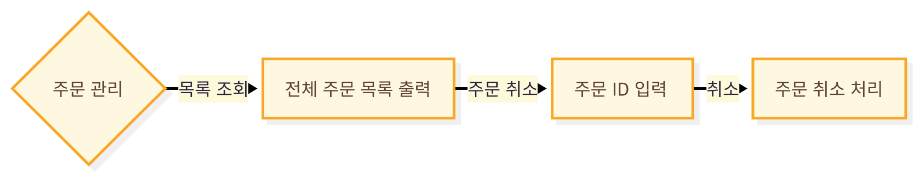 주문 관리
목록 조회
전체 주문 목록 출력
주문 취소
주문 ID 입력
취소
주문 취소 처리